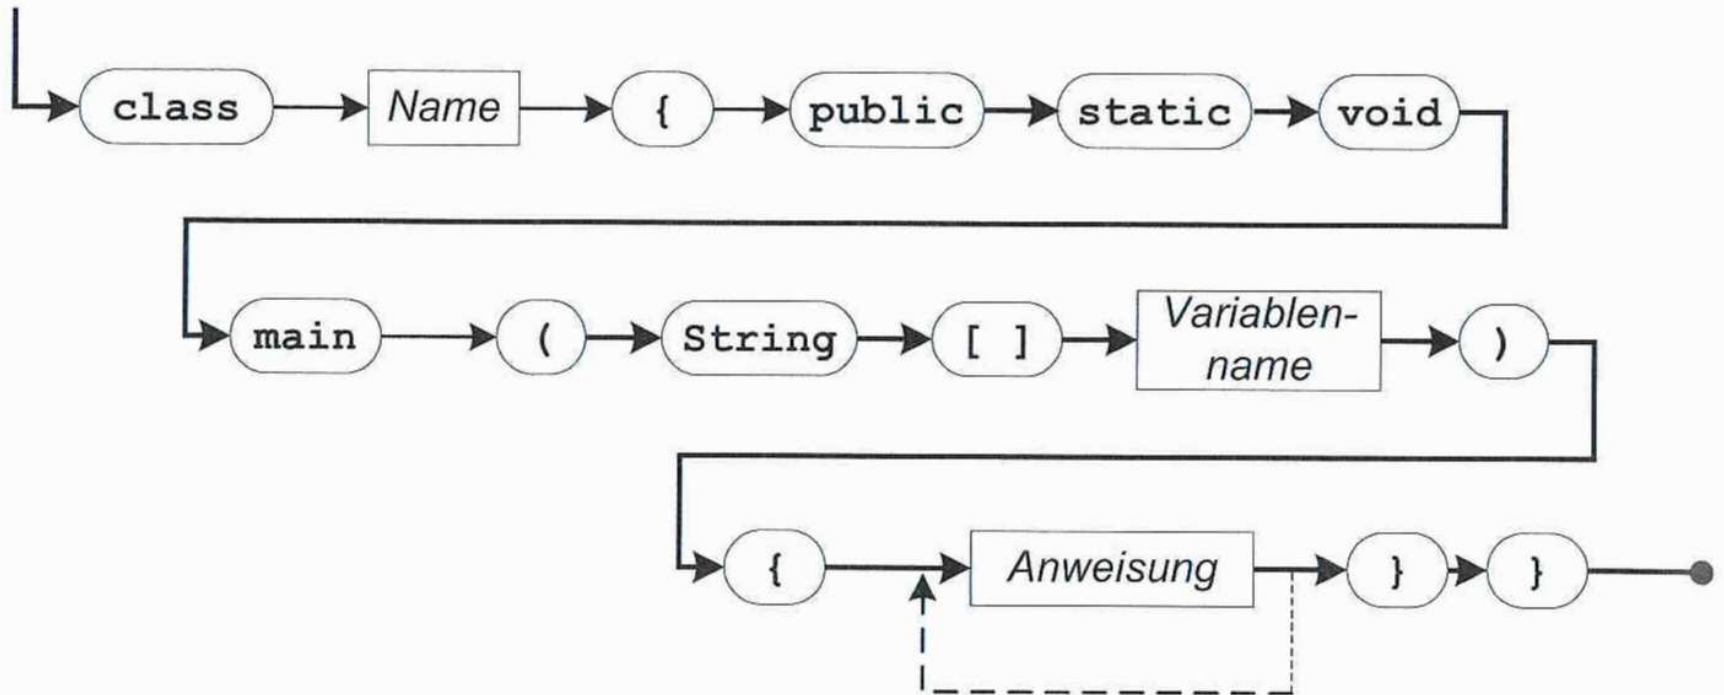 class Name { public static void
main ( String [ ] Variablen-
name )
{ Anweisung } }